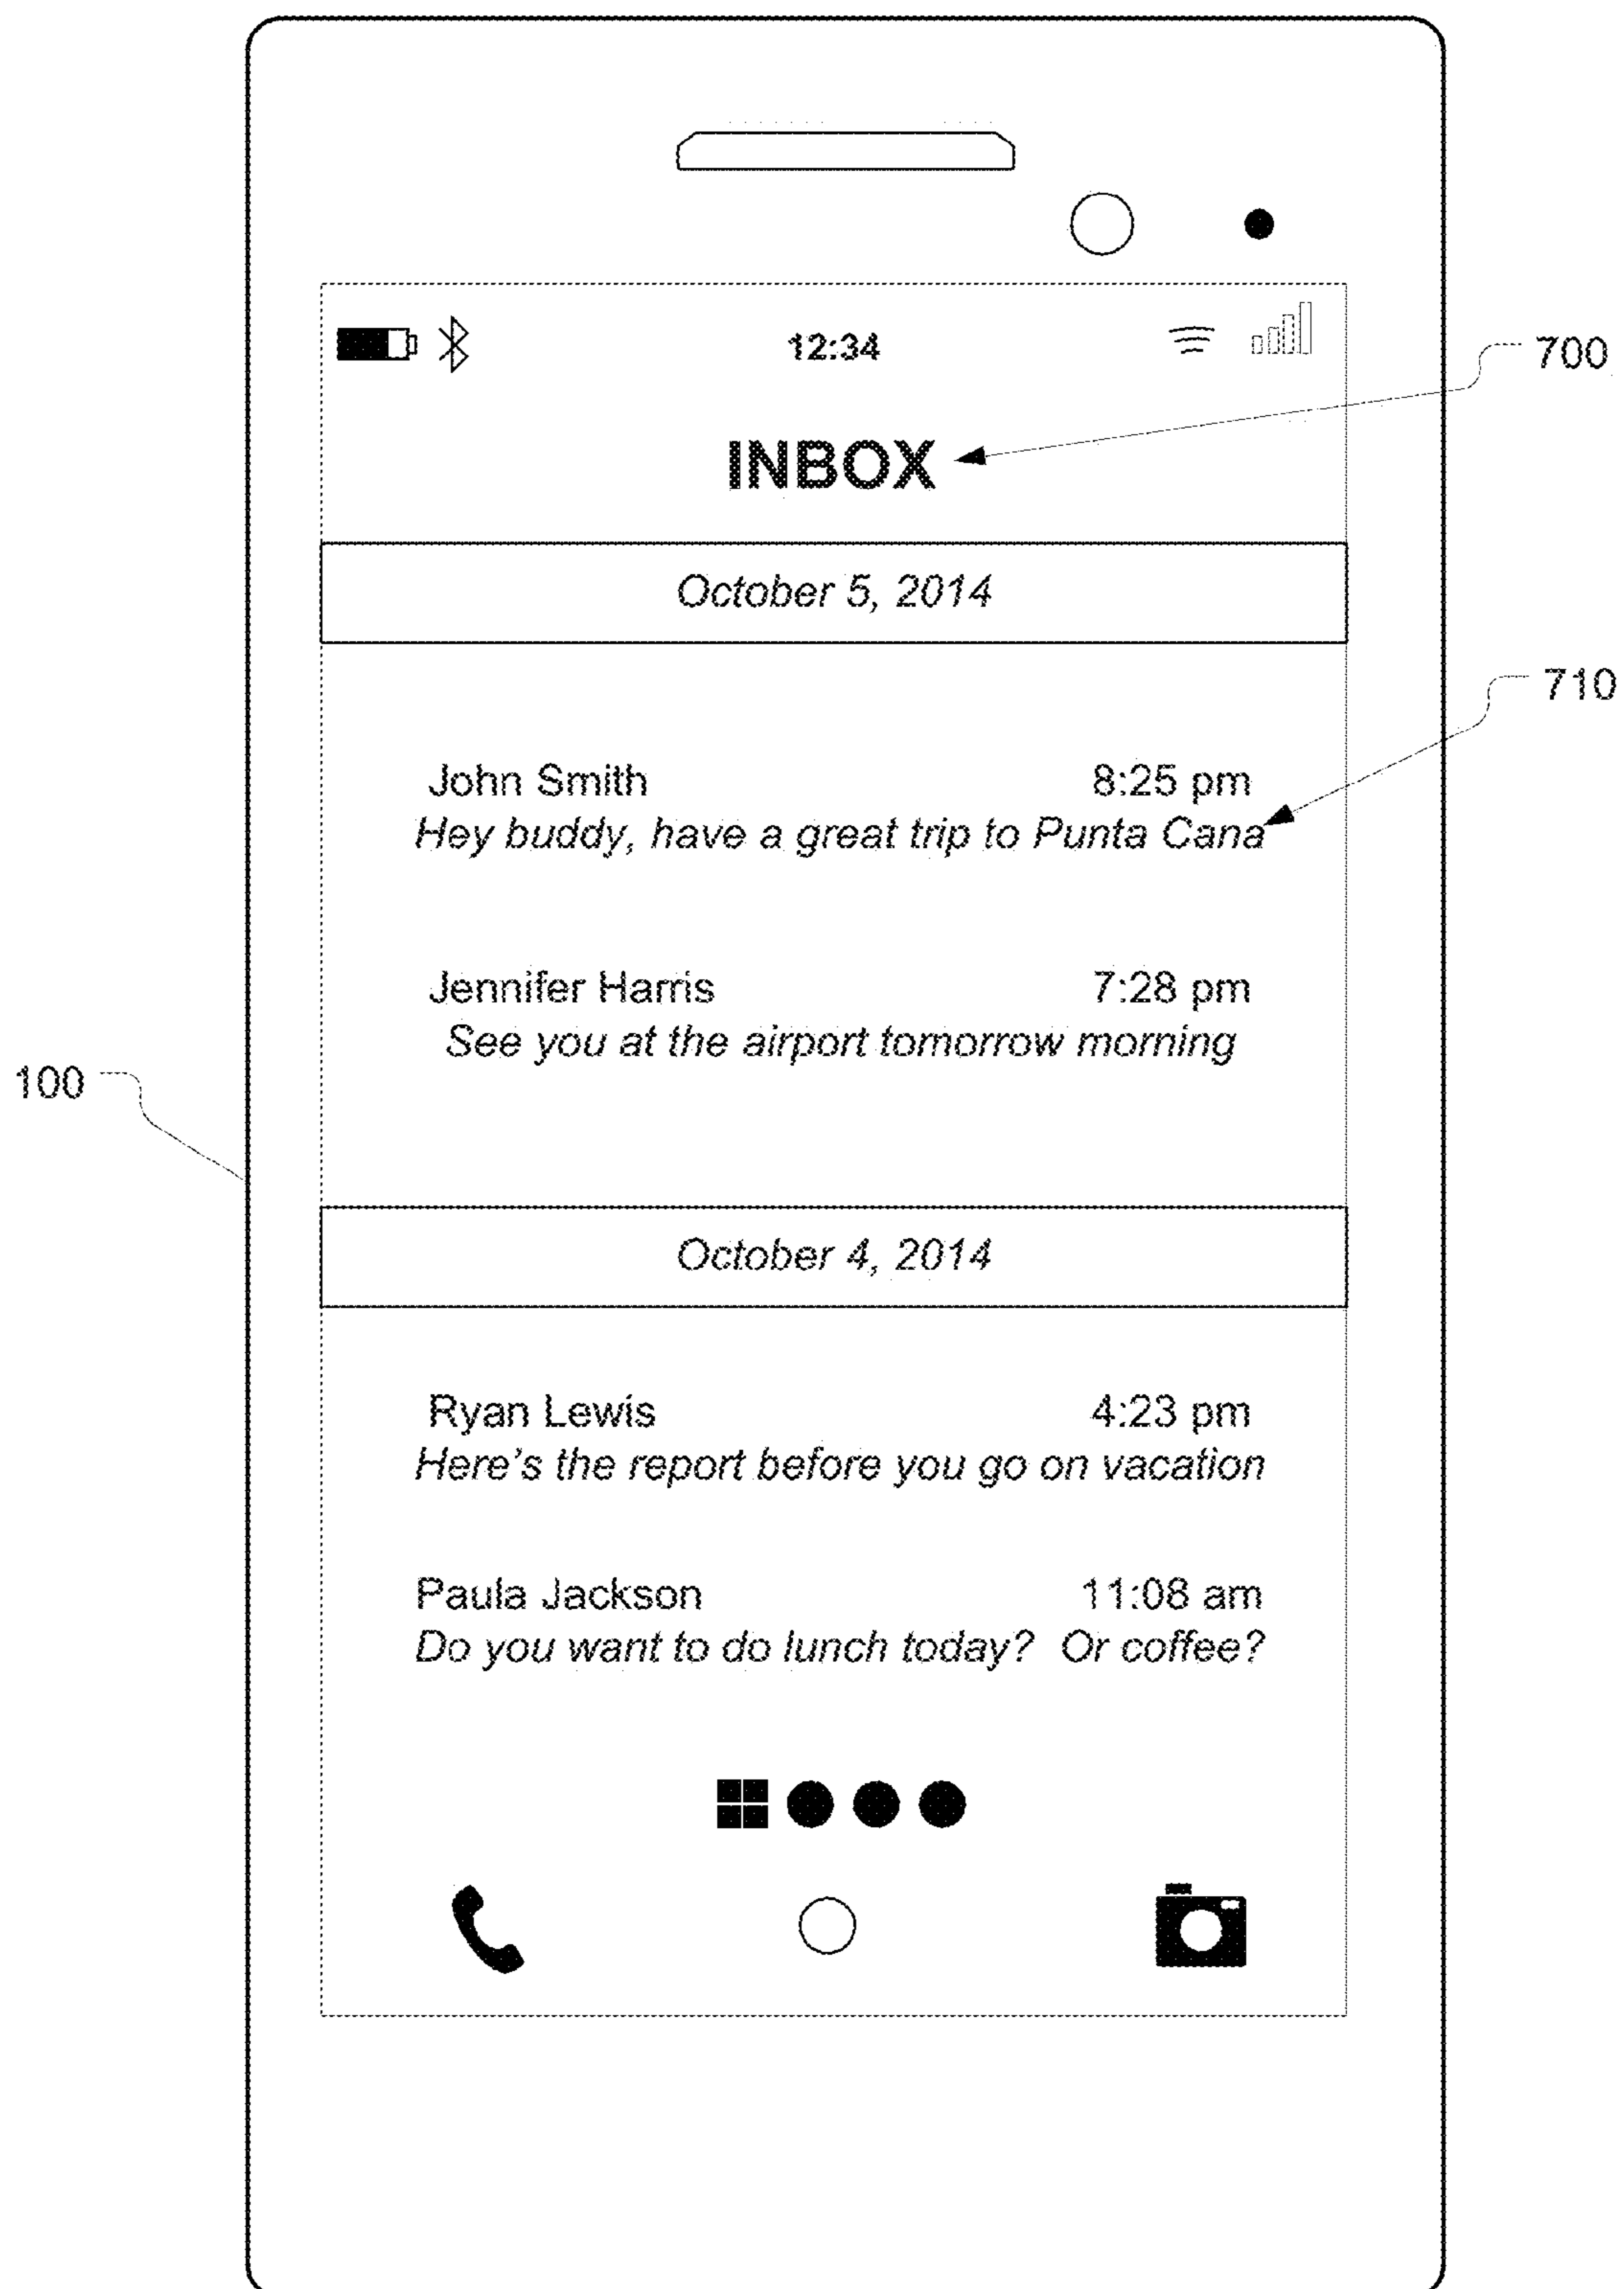 12:34
700
INBOX
October 5, 2014
710
John Smith 8:25 pm
Hey buddy, have a great trip to Punta Cana
Jennifer Harris 7:28 pm
See you at the airport tomorrow morning
100
October 4, 2014
Ryan Lewis 4:23 pm
Here's the report before you go on vacation
Paula Jackson 11:08 am
Do you want to do lunch today?  Or coffee?